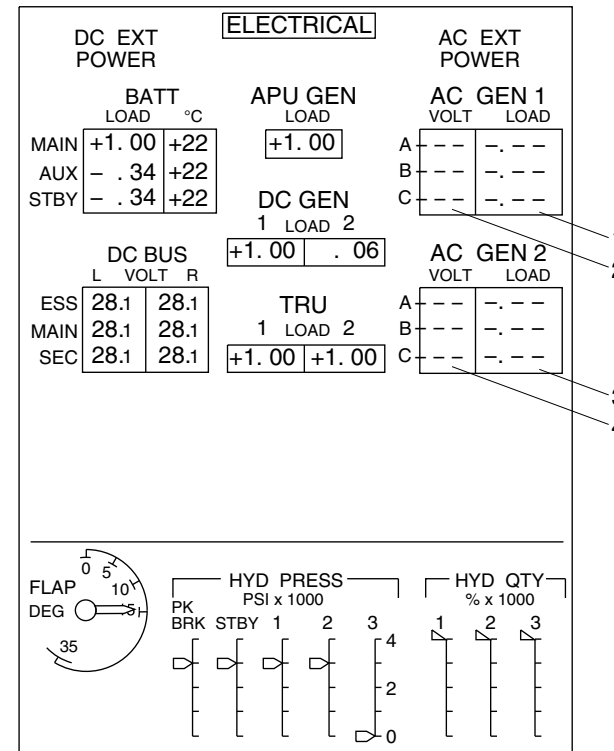 ELECTRICAL
DC EXT
POWER
AC EXT
POWER
BATT
LOAD °C
MAIN +1. 00 +22
AUX – . 34 +22
STBY – . 34 +22
APU GEN
LOAD
+1. 00
AC GEN 1
VOLT LOAD
A – – – –. – –
B – – – –. – –
C – – – –. – –
DC GEN
1 LOAD 2
+1. 00 . 06
DC BUS
L VOLT R
ESS 28.1 28.1
MAIN 28.1 28.1
SEC 28.1 28.1
TRU
1 LOAD 2
+1. 00 +1. 00
AC GEN 2
VOLT LOAD
A – – – –. – –
B – – – –. – –
C – – – –. – –
FLAP
DEG
0
5
10
15
35
HYD PRESS
PSI x 1000
PK
BRK STBY 1 2 3
4
2
0
HYD QTY
% x 1000
1 2 3